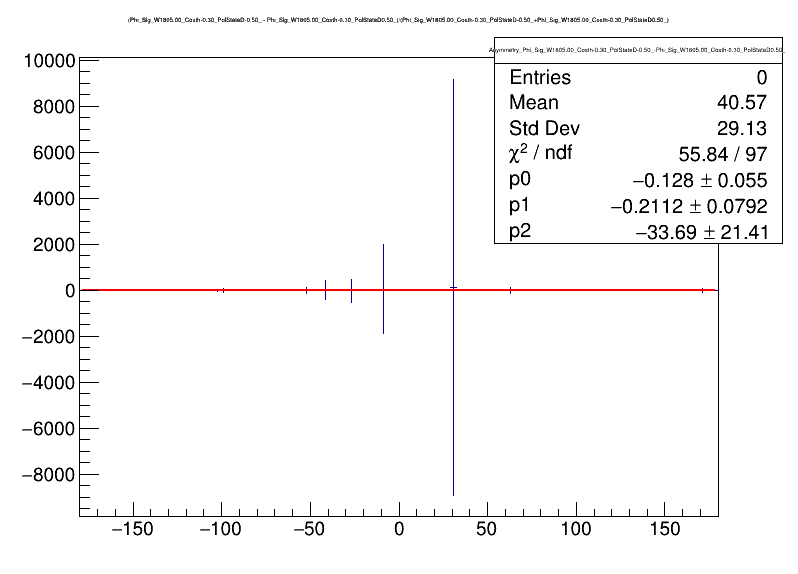 (Phi_Sig_W1805.00_Costh-0.30_PolStateD-0.50_ - Phi_Sig_W1805.00_Costh-0.30_PolStateD0.50_)/(Phi_Sig_W1805.00_Costh-0.30_PolStateD-0.50_+Phi_Sig_W1805.00_Costh-0.30_PolStateD0.50_)
Asymmetry_Phi_Sig_W1805.00_Costh-0.30_PolStateD-0.50_-Phi_Sig_W1805.00_Costh-0.30_PolStateD0.50_
Entries 0
Mean 40.57
Std Dev 29.13
χ² / ndf 55.84 / 97
p0 −0.128 ± 0.055
p1 −0.2112 ± 0.0792
p2 −33.69 ± 21.41
10000
8000
6000
4000
2000
0
−2000
−4000
−6000
−8000
−150 −100 −50 0 50 100 150